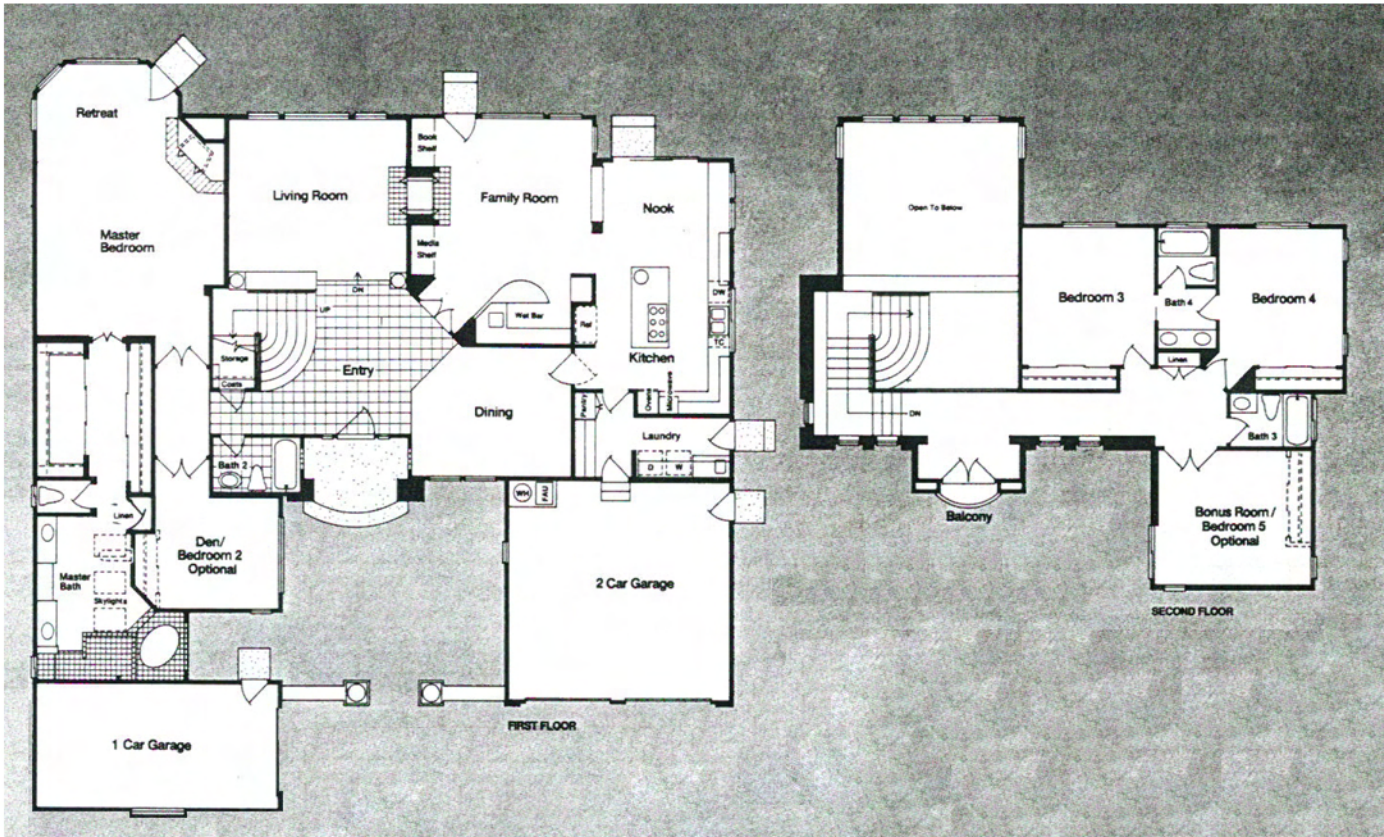 Retreat
Master
Bedroom
Living Room
Book
Shelf
Media
Shelf
Family Room
Nook
DN
UP
Storage
Coats
Entry
Wet Bar
Ref
DW
TC
Kitchen
Ovens
Microwave
Pantry
Dining
Laundry
D
W
Bath 2
Linen
Den/
Bedroom 2
Optional
Master
Bath
Skylights
WH
FAU
2 Car Garage
1 Car Garage
FIRST FLOOR
Open To Below
Bedroom 3
Bath 4
Bedroom 4
Linen
DN
Bath 3
Balcony
Bonus Room /
Bedroom 5
Optional
SECOND FLOOR